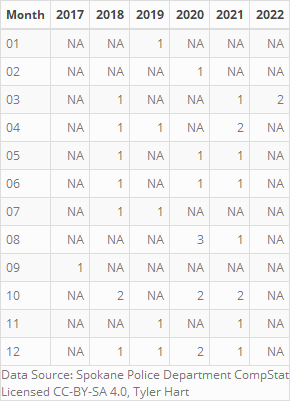 Month 2017 2018 2019 2020 2021 2022
01 NA NA 1 NA NA NA
02 NA NA NA 1 NA NA
03 NA 1 NA NA 1 2
04 NA 1 1 NA 2 NA
05 NA 1 NA 1 1 NA
06 NA 1 NA 1 1 NA
07 NA 1 1 NA NA NA
08 NA NA NA 3 1 NA
09 1 NA NA NA NA NA
10 NA 2 NA 2 2 NA
11 NA NA 1 NA 1 NA
12 NA 1 1 2 1 NA
Data Source: Spokane Police Department CompStat
Licensed CC-BY-SA 4.0, Tyler Hart